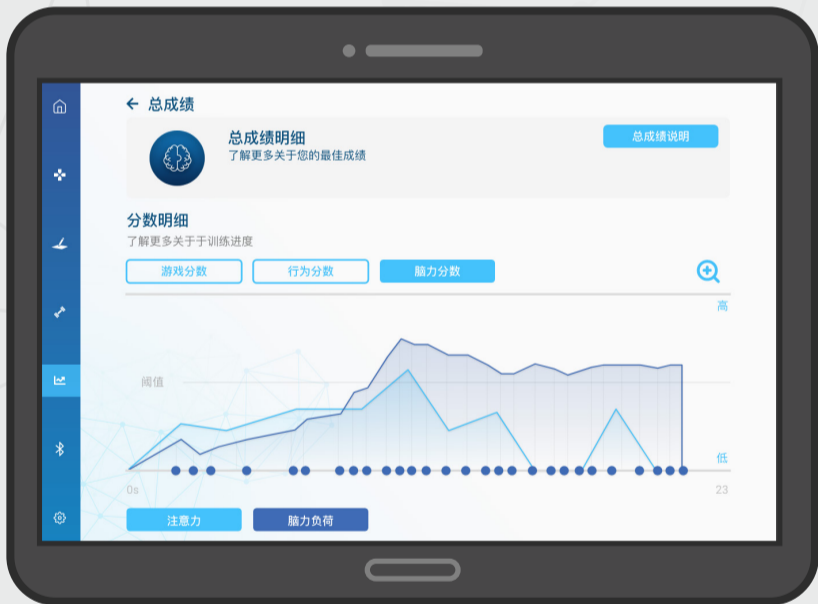 总成绩
总成绩明细
了解更多关于您的最佳成绩
总成绩说明
分数明细
了解更多关于于训练进度
游戏分数
行为分数
脑力分数
高
阈值
低
0s
23
注意力
脑力负荷